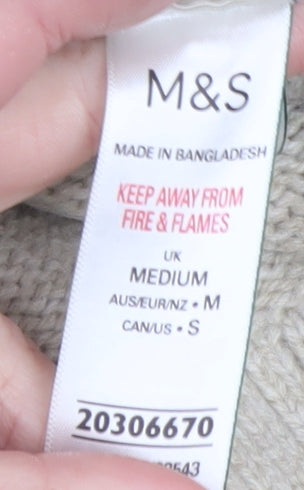 M&S
MADE IN BANGLADESH
KEEP AWAY FROM
FIRE & FLAMES
UK
MEDIUM
AUS/EUR/NZ • M
CAN/US • S
20306670